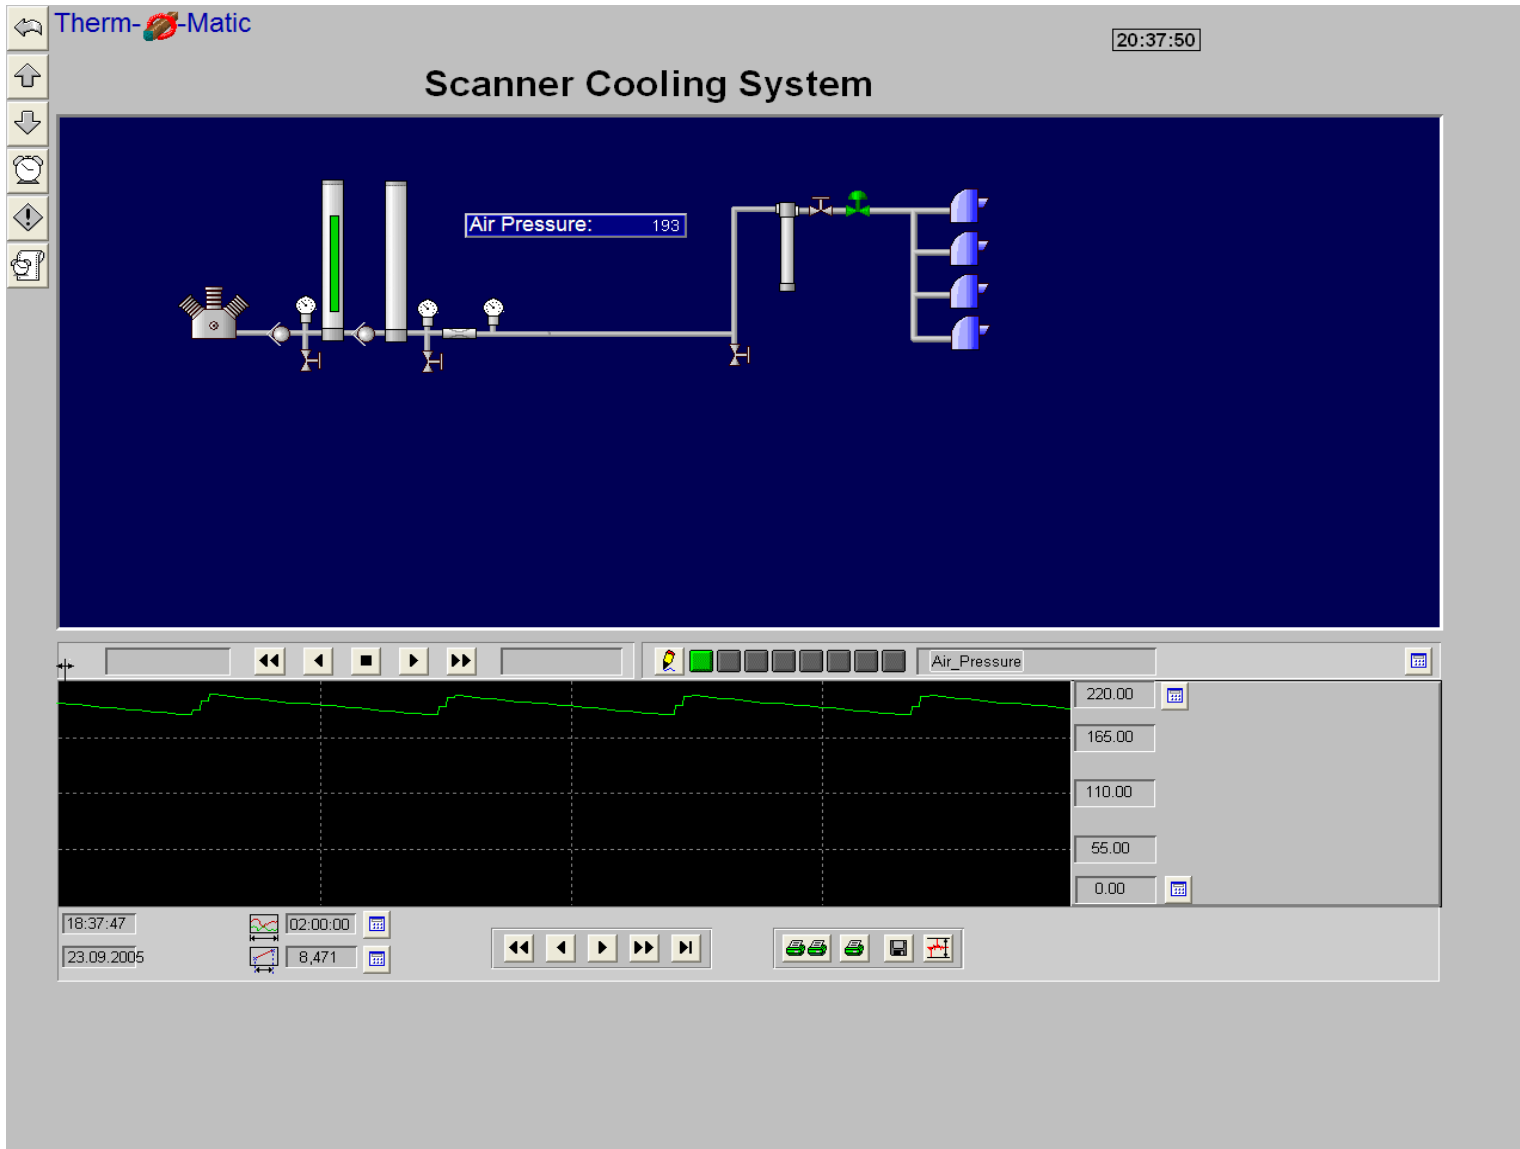 Therm-
-Matic
20:37:50
Scanner Cooling System
Air Pressure: 193
Air_Pressure
220.00
165.00
110.00
55.00
0.00
18:37:47
02:00:00
23.09.2005
8,471